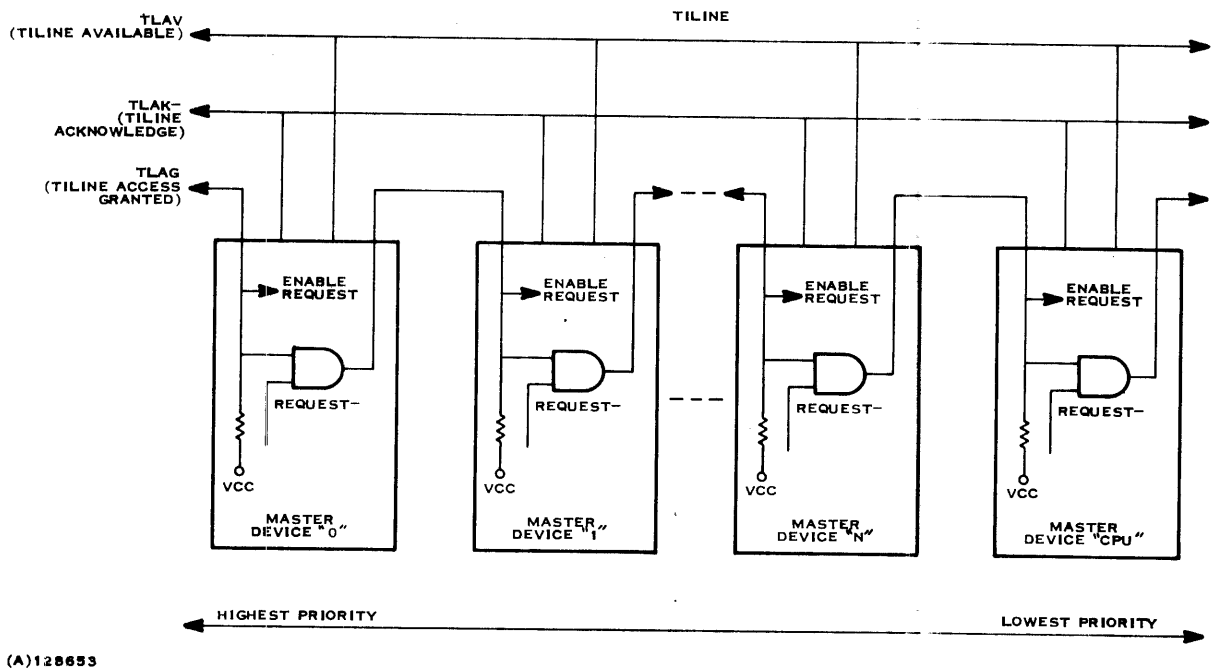 TLAV
(TILINE AVAILABLE)
TILINE
TLAK-
(TILINE
ACKNOWLEDGE)
TLAG
(TILINE ACCESS
GRANTED)
ENABLE
REQUEST
REQUEST-
VCC
MASTER
DEVICE "0"
ENABLE
REQUEST
REQUEST-
VCC
MASTER
DEVICE "1"
ENABLE
REQUEST
REQUEST-
VCC
MASTER
DEVICE "N"
ENABLE
REQUEST
REQUEST-
VCC
MASTER
DEVICE "CPU"
HIGHEST PRIORITY
LOWEST PRIORITY
(A)128653